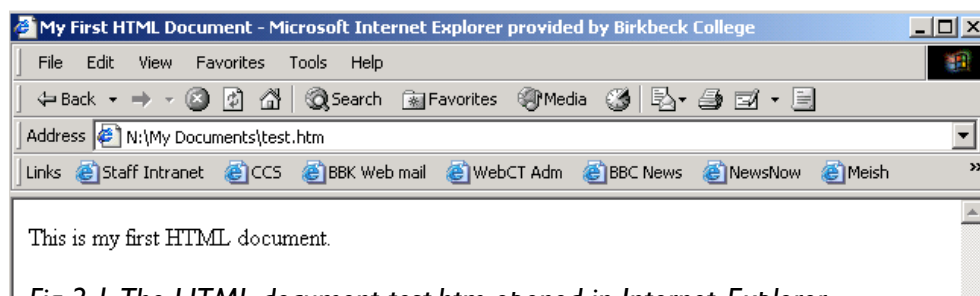 My First HTML Document - Microsoft Internet Explorer provided by Birkbeck College
File Edit View Favorites Tools Help
Back Search Favorites Media
Address N:\My Documents\test.htm
Links Staff Intranet CCS BBK Web mail WebCT Adm BBC News NewsNow Meish »
This is my first HTML document.
Fig 2.1 The HTML document test.htm opened in Internet Explorer